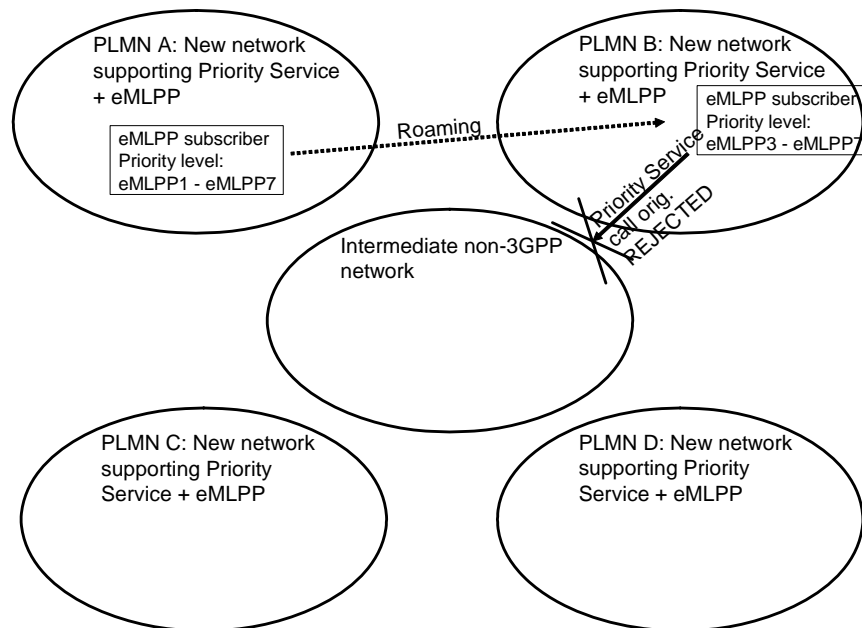 PLMN A: New network
supporting Priority Service
+ eMLPP
eMLPP subscriber
Priority level:
eMLPP1 - eMLPP7
Roaming
PLMN B: New network
supporting Priority Service
+ eMLPP
eMLPP subscriber
Priority level:
eMLPP3 - eMLPP7
Priority Service
call orig.
REJECTED
Intermediate non-3GPP
network
PLMN C: New network
supporting Priority
Service + eMLPP
PLMN D: New network
supporting Priority
Service + eMLPP